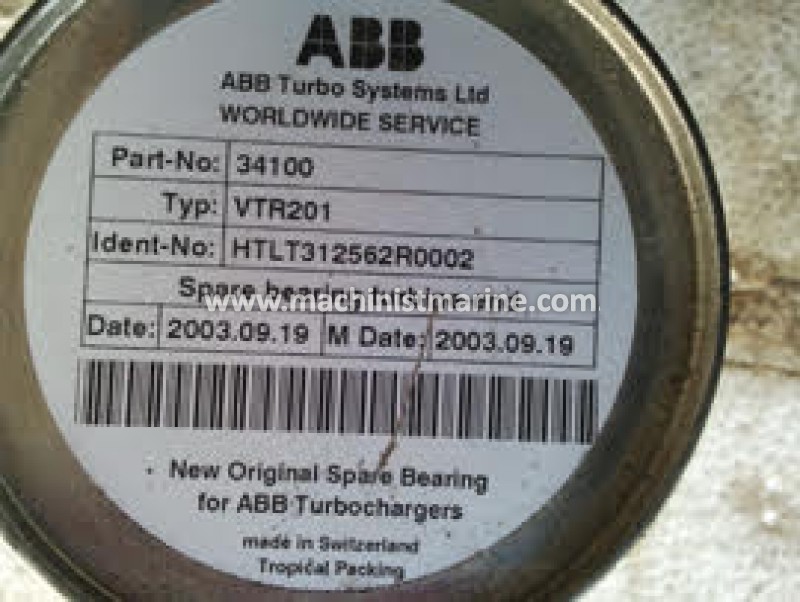 ABB
ABB Turbo Systems Ltd
WORLDWIDE SERVICE
Part-No: 34100
Typ: VTR201
Ident-No: HTLT312562R0002
Spare bearing
www.machinistmarine.com
Date: 2003.09.19 M Date: 2003.09.19
New Original Spare Bearing
for ABB Turbochargers
made in Switzerland
Tropical Packing